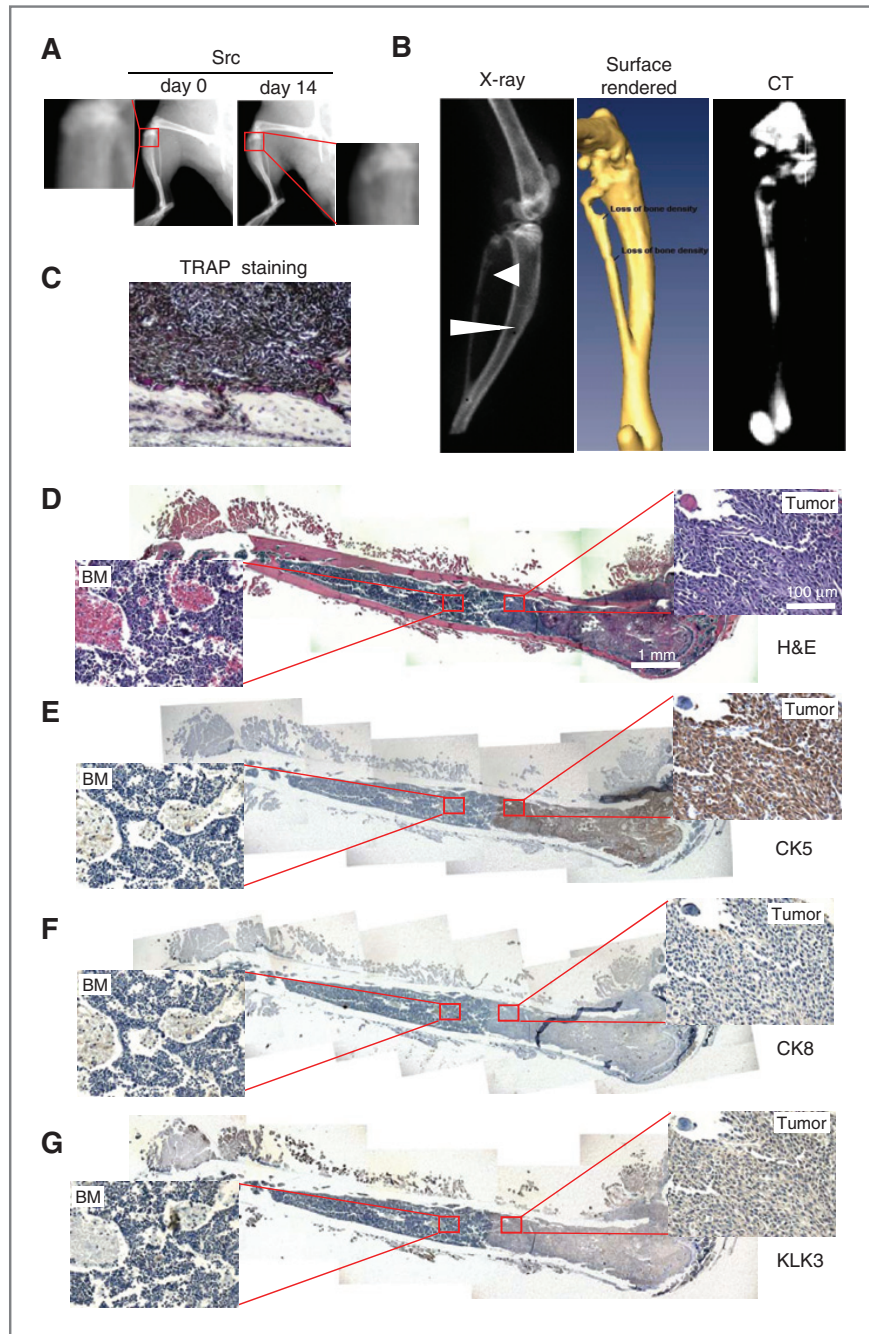 A
Src
day 0
day 14
B
X-ray
Surface
rendered
CT
Loss of bone density
Loss of bone density
C
TRAP staining
D
BM
Tumor
100 μm
1 mm
H&E
E
BM
Tumor
CK5
F
BM
Tumor
CK8
G
BM
Tumor
KLK3